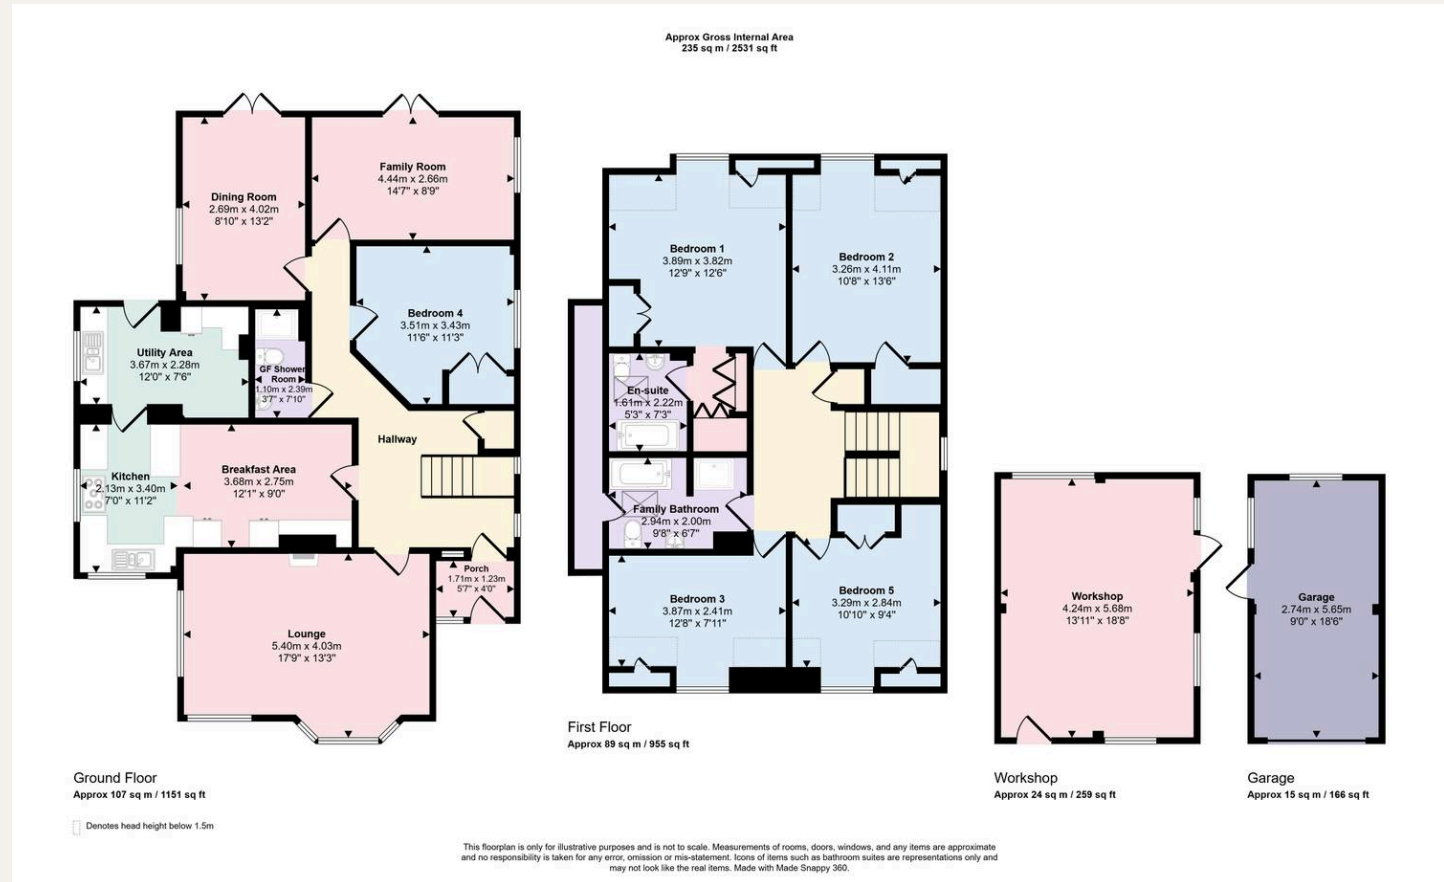 Approx Gross Internal Area
235 sq m / 2531 sq ft
Family Room
4.44m x 2.66m
14'7" x 8'9"
Dining Room
2.69m x 4.02m
8'10" x 13'2"
Bedroom 4
3.51m x 3.43m
11'6" x 11'3"
Utility Area
3.67m x 2.28m
12'0" x 7'6"
GF Shower
Room
1.10m x 2.39m
3'7" x 7'10"
Hallway
Kitchen
2.13m x 3.40m
7'0" x 11'2"
Breakfast Area
3.68m x 2.75m
12'1" x 9'0"
Porch
1.71m x 1.23m
5'7" x 4'0"
Lounge
5.40m x 4.03m
17'9" x 13'3"
Ground Floor
Approx 107 sq m / 1151 sq ft
Denotes head height below 1.5m
Bedroom 1
3.89m x 3.82m
12'9" x 12'6"
Bedroom 2
3.26m x 4.11m
10'8" x 13'6"
En-suite
1.61m x 2.22m
5'3" x 7'3"
Family Bathroom
2.94m x 2.00m
9'8" x 6'7"
Bedroom 3
3.87m x 2.41m
12'8" x 7'11"
Bedroom 5
3.29m x 2.84m
10'10" x 9'4"
First Floor
Approx 89 sq m / 955 sq ft
Workshop
4.24m x 5.68m
13'11" x 18'8"
Workshop
Approx 24 sq m / 259 sq ft
Garage
2.74m x 5.65m
9'0" x 18'6"
Garage
Approx 15 sq m / 166 sq ft
This floorplan is only for illustrative purposes and is not to scale. Measurements of rooms, doors, windows, and any items are approximate
and no responsibility is taken for any error, omission or mis-statement. Icons of items such as bathroom suites are representations only and
may not look like the real items. Made with Made Snappy 360.